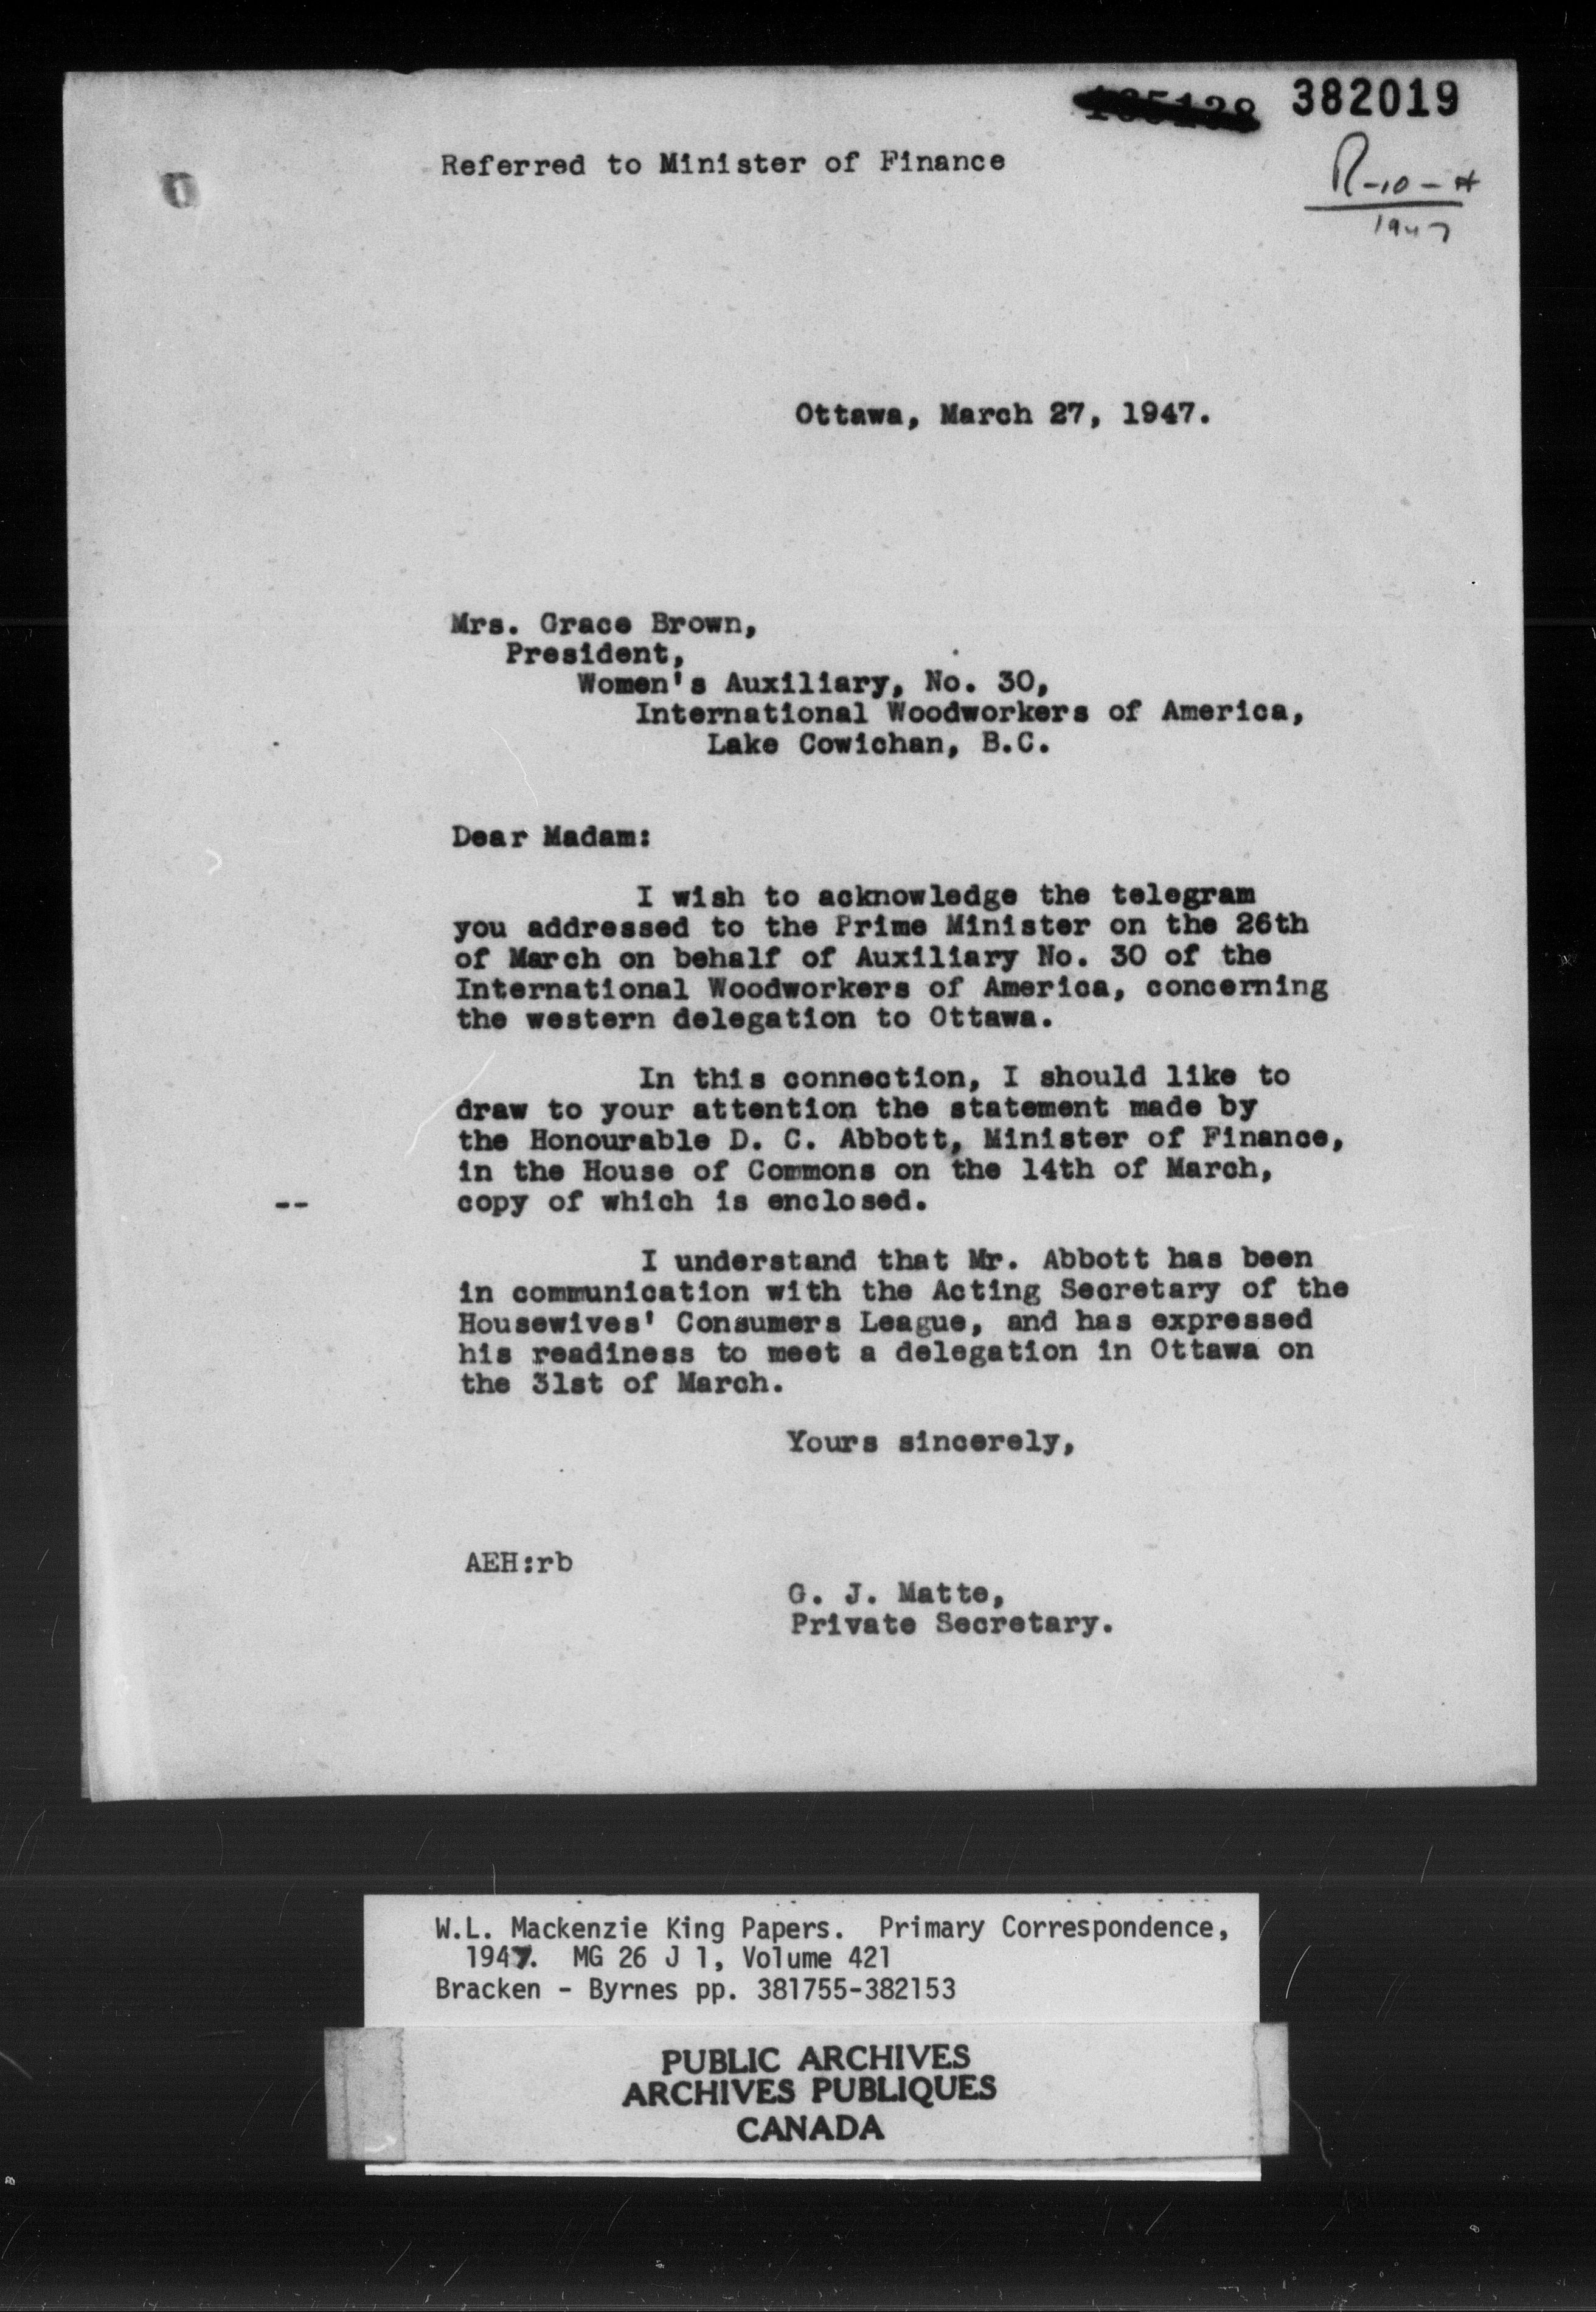 382019
Referred to Minister of Finance
R-10-H
1947
Ottawa, March 27, 1947.
Mrs. Grace Brown,
President,
Women's Auxiliary, No. 30,
International Woodworkers of America,
Lake Cowichan, B.C.
Dear Madam:
I wish to acknowledge the telegram
you addressed to the Prime Minister on the 26th
of March on behalf of Auxiliary No. 30 of the
International Woodworkers of America, concerning
the western delegation to Ottawa.
In this connection, I should like to
draw to your attention the statement made by
the Honourable D. C. Abbott, Minister of Finance,
in the House of Commons on the 14th of March,
-- copy of which is enclosed.
I understand that Mr. Abbott has been
in communication with the Acting Secretary of the
Housewives' Consumers League, and has expressed
his readiness to meet a delegation in Ottawa on
the 31st of March.
Yours sincerely,
AEH:rb
G. J. Matte,
Private Secretary.
W.L. Mackenzie King Papers. Primary Correspondence,
1947. MG 26 J 1, Volume 421
Bracken - Byrnes pp. 381755-382153
PUBLIC ARCHIVES
ARCHIVES PUBLIQUES
CANADA